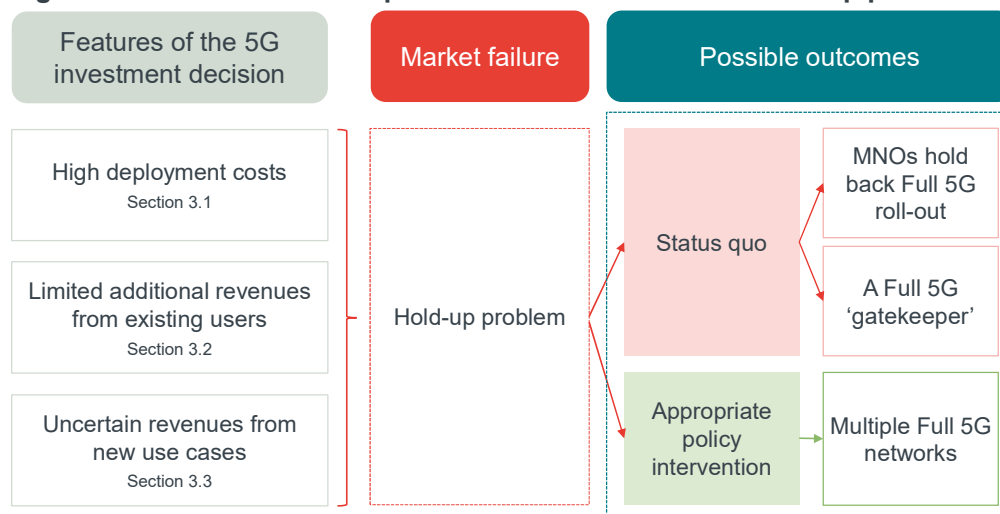 Features of the 5G
investment decision
Market failure
Possible outcomes
High deployment costs
Section 3.1
Limited additional revenues
from existing users
Section 3.2
Uncertain revenues from
new use cases
Section 3.3
Hold-up problem
Status quo
MNOs hold
back Full 5G
roll-out
A Full 5G
‘gatekeeper’
Appropriate
policy
intervention
Multiple Full 5G
networks